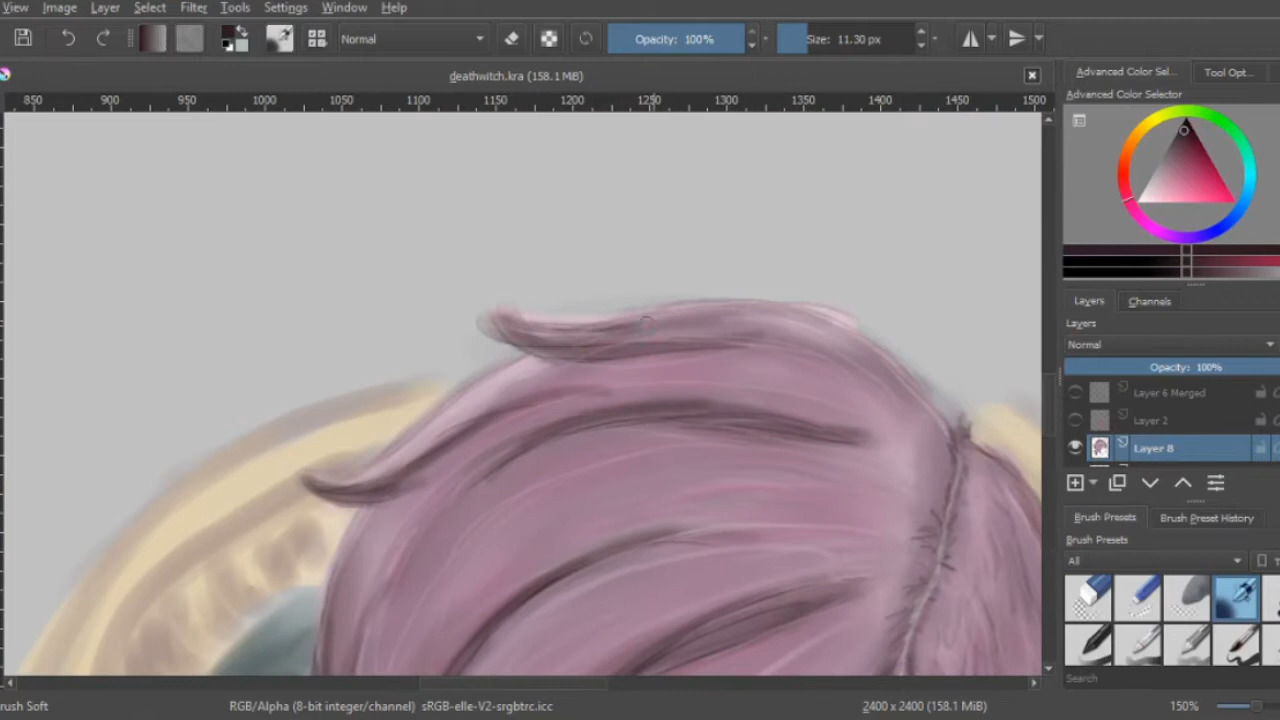 View Image Layer Select Filter Tools Settings Window Help
Normal Opacity: 100% Size: 11.30 px
deathwitch.kra (158.1 MiB)
Advanced Color Sel... Tool Opt...
850 900 950 1000 1050 1100 1150 1200 1250 1300 1350 1400 1450 1500
Advanced Color Selector
Layers Channels
Layers
Normal
Opacity: 100%
Layer 6 Merged
Layer 2
Layer 8
Brush Presets Brush Preset History
Brush Presets
All
Search
rush Soft RGB/Alpha (8-bit integer/channel) sRGB-elle-V2-srgbtrc.icc 2400 x 2400 (158.1 MiB) 150%